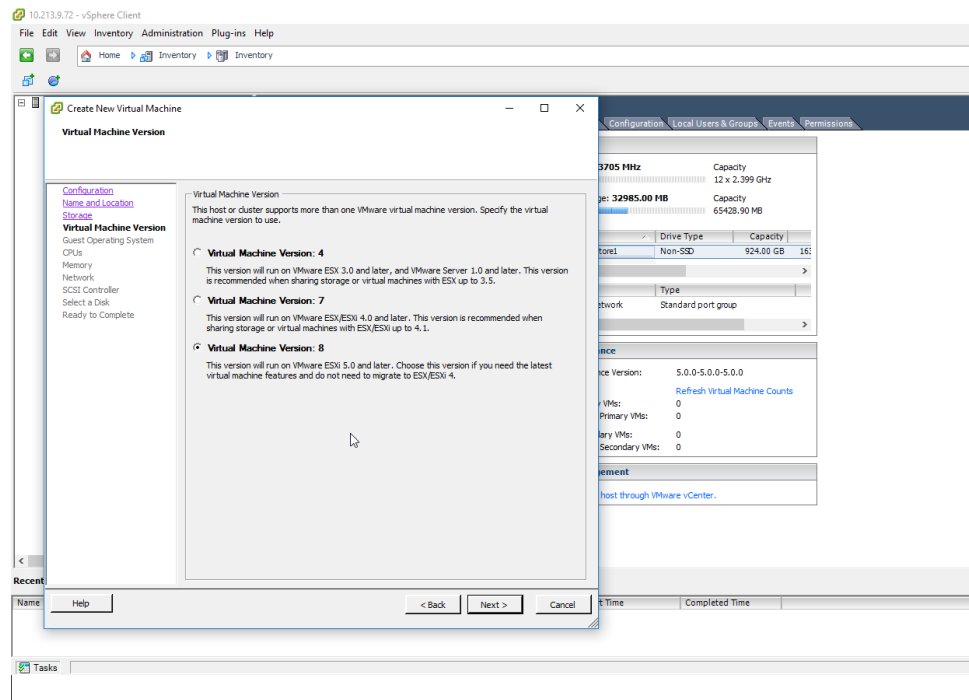 10.213.9.72 - vSphere Client
File Edit View Inventory Administration Plug-ins Help
Home Inventory Inventory
Create New Virtual Machine
Virtual Machine Version
Configuration
Name and Location
Storage
Virtual Machine Version
Guest Operating System
CPUs
Memory
Network
SCSI Controller
Select a Disk
Ready to Complete
Virtual Machine Version
This host or cluster supports more than one VMware virtual machine version. Specify the virtual
machine version to use.
Virtual Machine Version: 4
This version will run on VMware ESX 3.0 and later, and VMware Server 1.0 and later. This version
is recommended when sharing storage or virtual machines with ESX up to 3.5.
Virtual Machine Version: 7
This version will run on VMware ESX/ESXi 4.0 and later. This version is recommended when
sharing storage or virtual machines with ESX/ESXi up to 4.1.
Virtual Machine Version: 8
This version will run on VMware ESXi 5.0 and later. Choose this version if you need the latest
virtual machine features and do not need to migrate to ESX/ESXi 4.
Help < Back Next > Cancel
Configuration Local Users & Groups Events Permissions
3705 MHz Capacity
12 x 2.399 GHz
ge: 32985.00 MB Capacity
65428.90 MB
Drive Type Capacity
tore1 Non-SSD 924.00 GB 163
Type
etwork Standard port group
nce
nce Version: 5.0.0-5.0.0-5.0.0
Refresh Virtual Machine Counts
VMs: 0
Primary VMs: 0
dary VMs: 0
Secondary VMs: 0
gement
host through VMware vCenter.
Recent
Name t Time Completed Time
Tasks